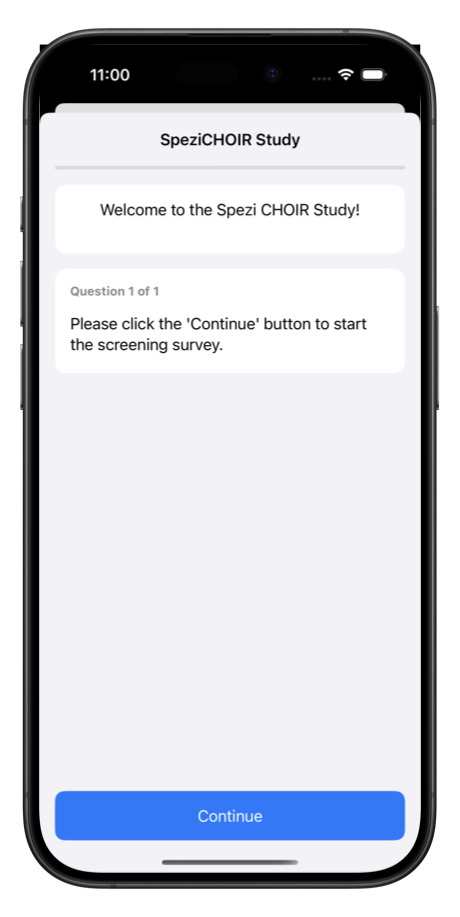 11:00
SpeziCHOIR Study
Welcome to the Spezi CHOIR Study!
Question 1 of 1
Please click the 'Continue' button to start
the screening survey.
Continue